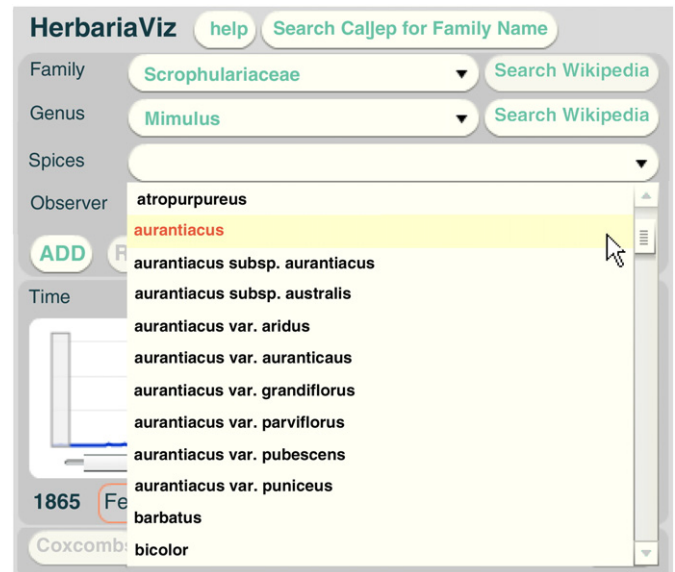 HerbariaViz help Search CalJep for Family Name
Family Scrophulariaceae Search Wikipedia
Genus Mimulus Search Wikipedia
Spices
Observer
atropurpureus
aurantiacus
ADD
aurantiacus subsp. aurantiacus
aurantiacus subsp. australis
Time
aurantiacus var. aridus
aurantiacus var. auranticaus
aurantiacus var. grandiflorus
aurantiacus var. parviflorus
aurantiacus var. pubescens
aurantiacus var. puniceus
1865 Fe
barbatus
Coxcombs
bicolor